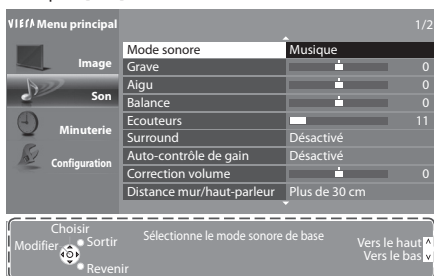 VIErA Menu principal 1/2
Image
Son
Minuterie
Configuration
Mode sonore Musique
Grave 0
Aigu 0
Balance 0
Ecouteurs 11
Surround Désactivé
Auto-contrôle de gain Désactivé
Correction volume 0
Distance mur/haut-parleur Plus de 30 cm
Choisir
Modifier
Sortir
Revenir
Sélectionne le mode sonore de base
Vers le haut
Vers le bas